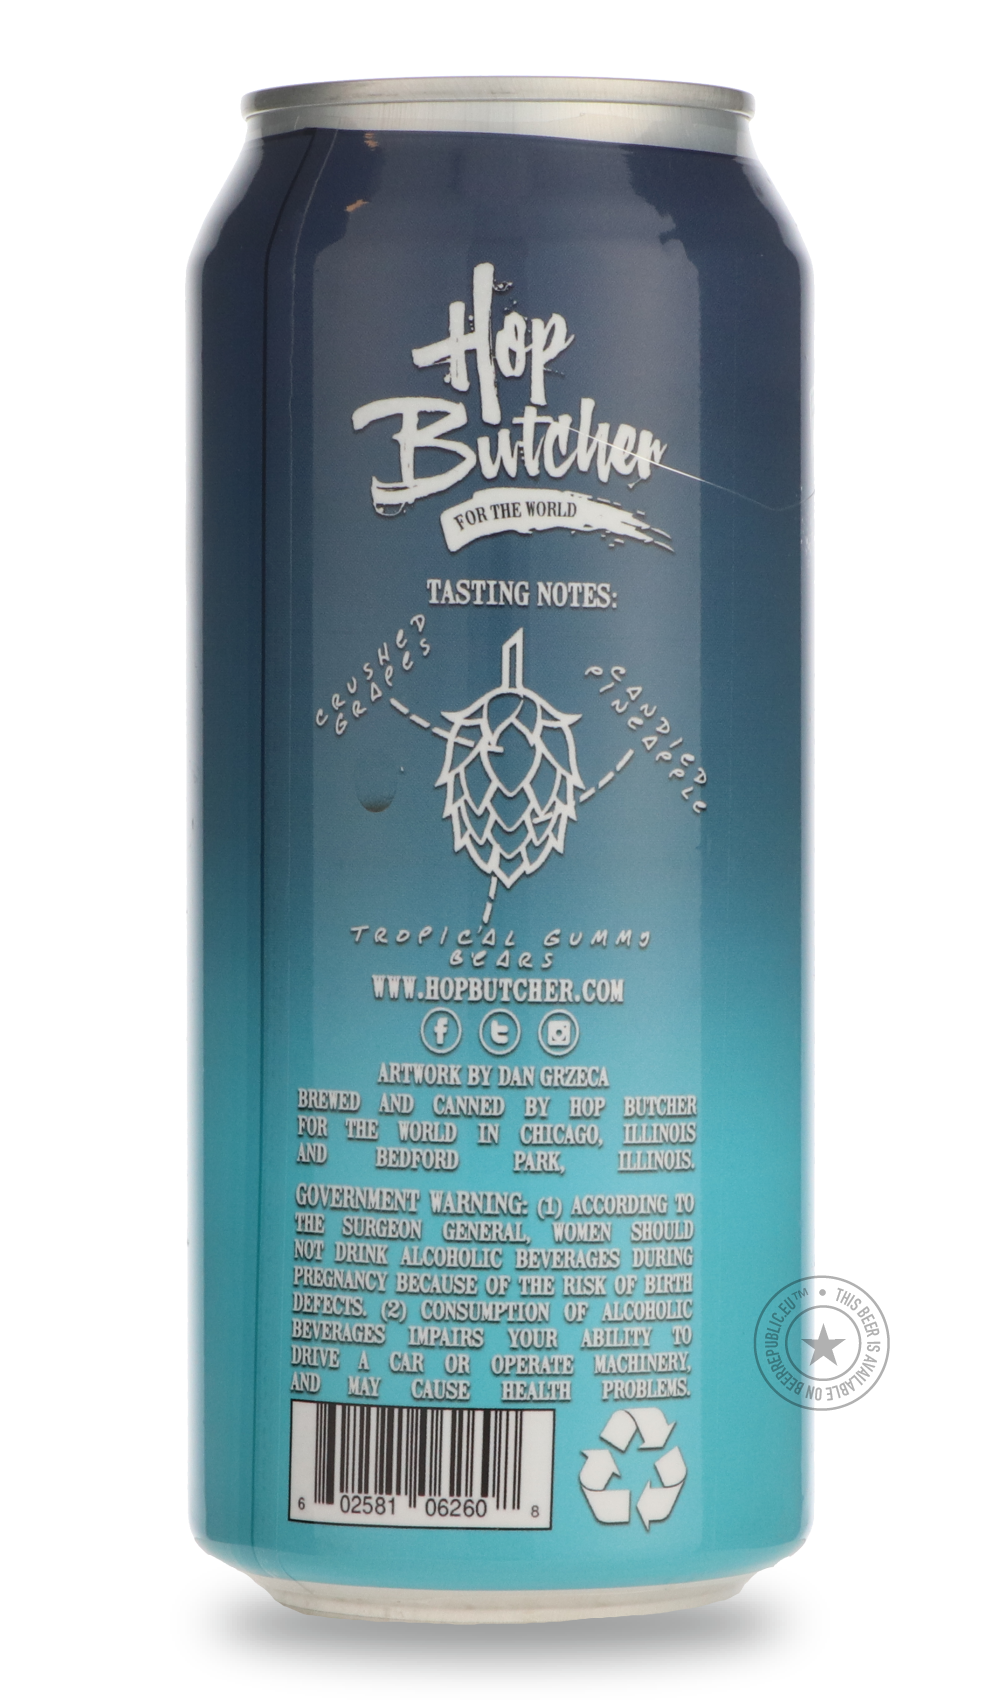 Hop
Butcher
FOR THE WORLD
TASTING NOTES:
CRUSHED
GRAPES
CANDIED
PINEAPPLE
TROPICAL GUMMY
BEARS
WWW.HOPBUTCHER.COM
f t
ARTWORK BY DAN GRZECA
BREWED AND CANNED BY HOP BUTCHER
FOR THE WORLD IN CHICAGO, ILLINOIS
AND BEDFORD PARK, ILLINOIS.
GOVERNMENT WARNING: (1) ACCORDING TO
THE SURGEON GENERAL, WOMEN SHOULD
NOT DRINK ALCOHOLIC BEVERAGES DURING
PREGNANCY BECAUSE OF THE RISK OF BIRTH
DEFECTS. (2) CONSUMPTION OF ALCOHOLIC
BEVERAGES IMPAIRS YOUR ABILITY TO
DRIVE A CAR OR OPERATE MACHINERY,
AND MAY CAUSE HEALTH PROBLEMS.
6 02581 06260 8
THIS BEER IS AVAILABLE ON BEERREPUBLIC.EU™ •